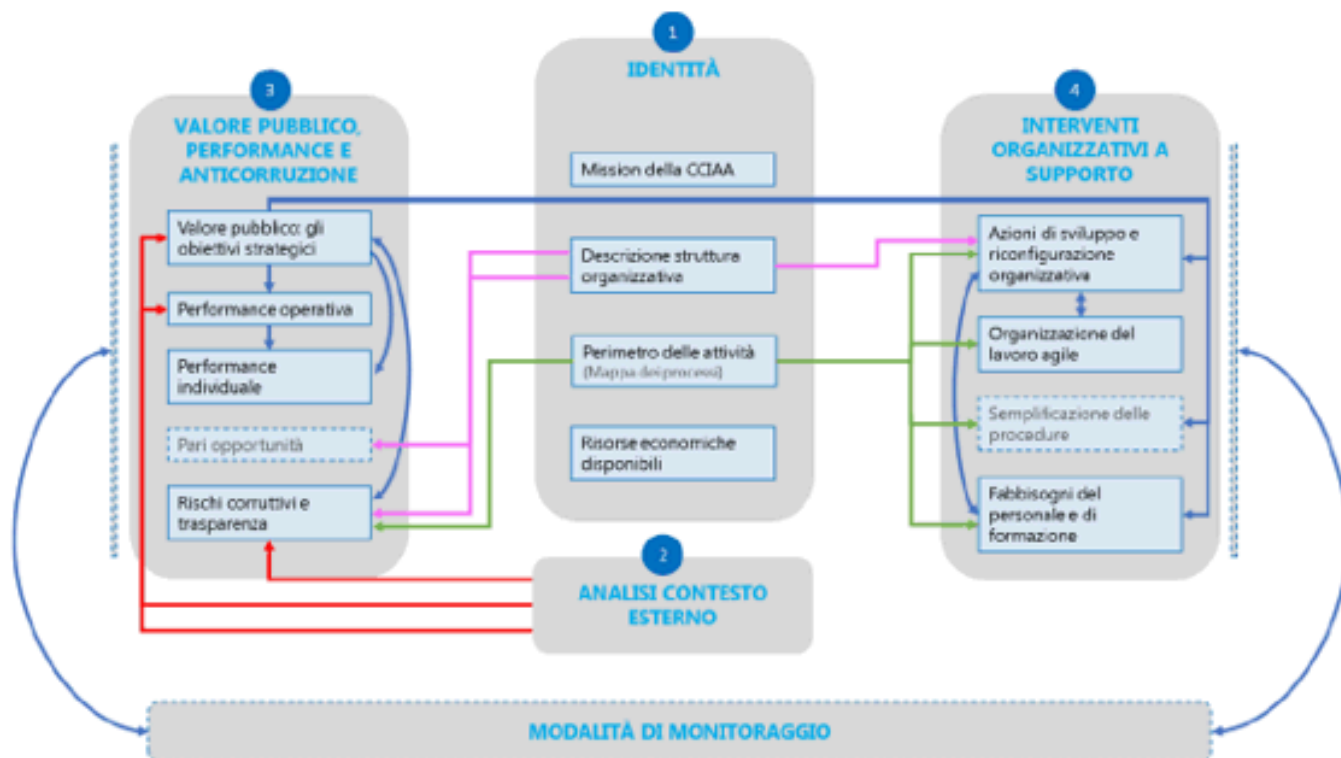 1
IDENTITÀ
Mission della CCIAA
Descrizione struttura
organizzativa
Perimetro delle attività
(Mappa dei processi)
Risorse economiche
disponibili
2
ANALISI CONTESTO
ESTERNO
3
VALORE PUBBLICO,
PERFORMANCE E
ANTICORRUZIONE
Valore pubblico: gli
obiettivi strategici
Performance operativa
Performance
individuale
Pari opportunità
Rischi corruttivi e
trasparenza
4
INTERVENTI
ORGANIZZATIVI A
SUPPORTO
Azioni di sviluppo e
riconfigurazione
organizzativa
Organizzazione del
lavoro agile
Semplificazione delle
procedure
Fabbisogni del
personale e di
formazione
MODALITÀ DI MONITORAGGIO